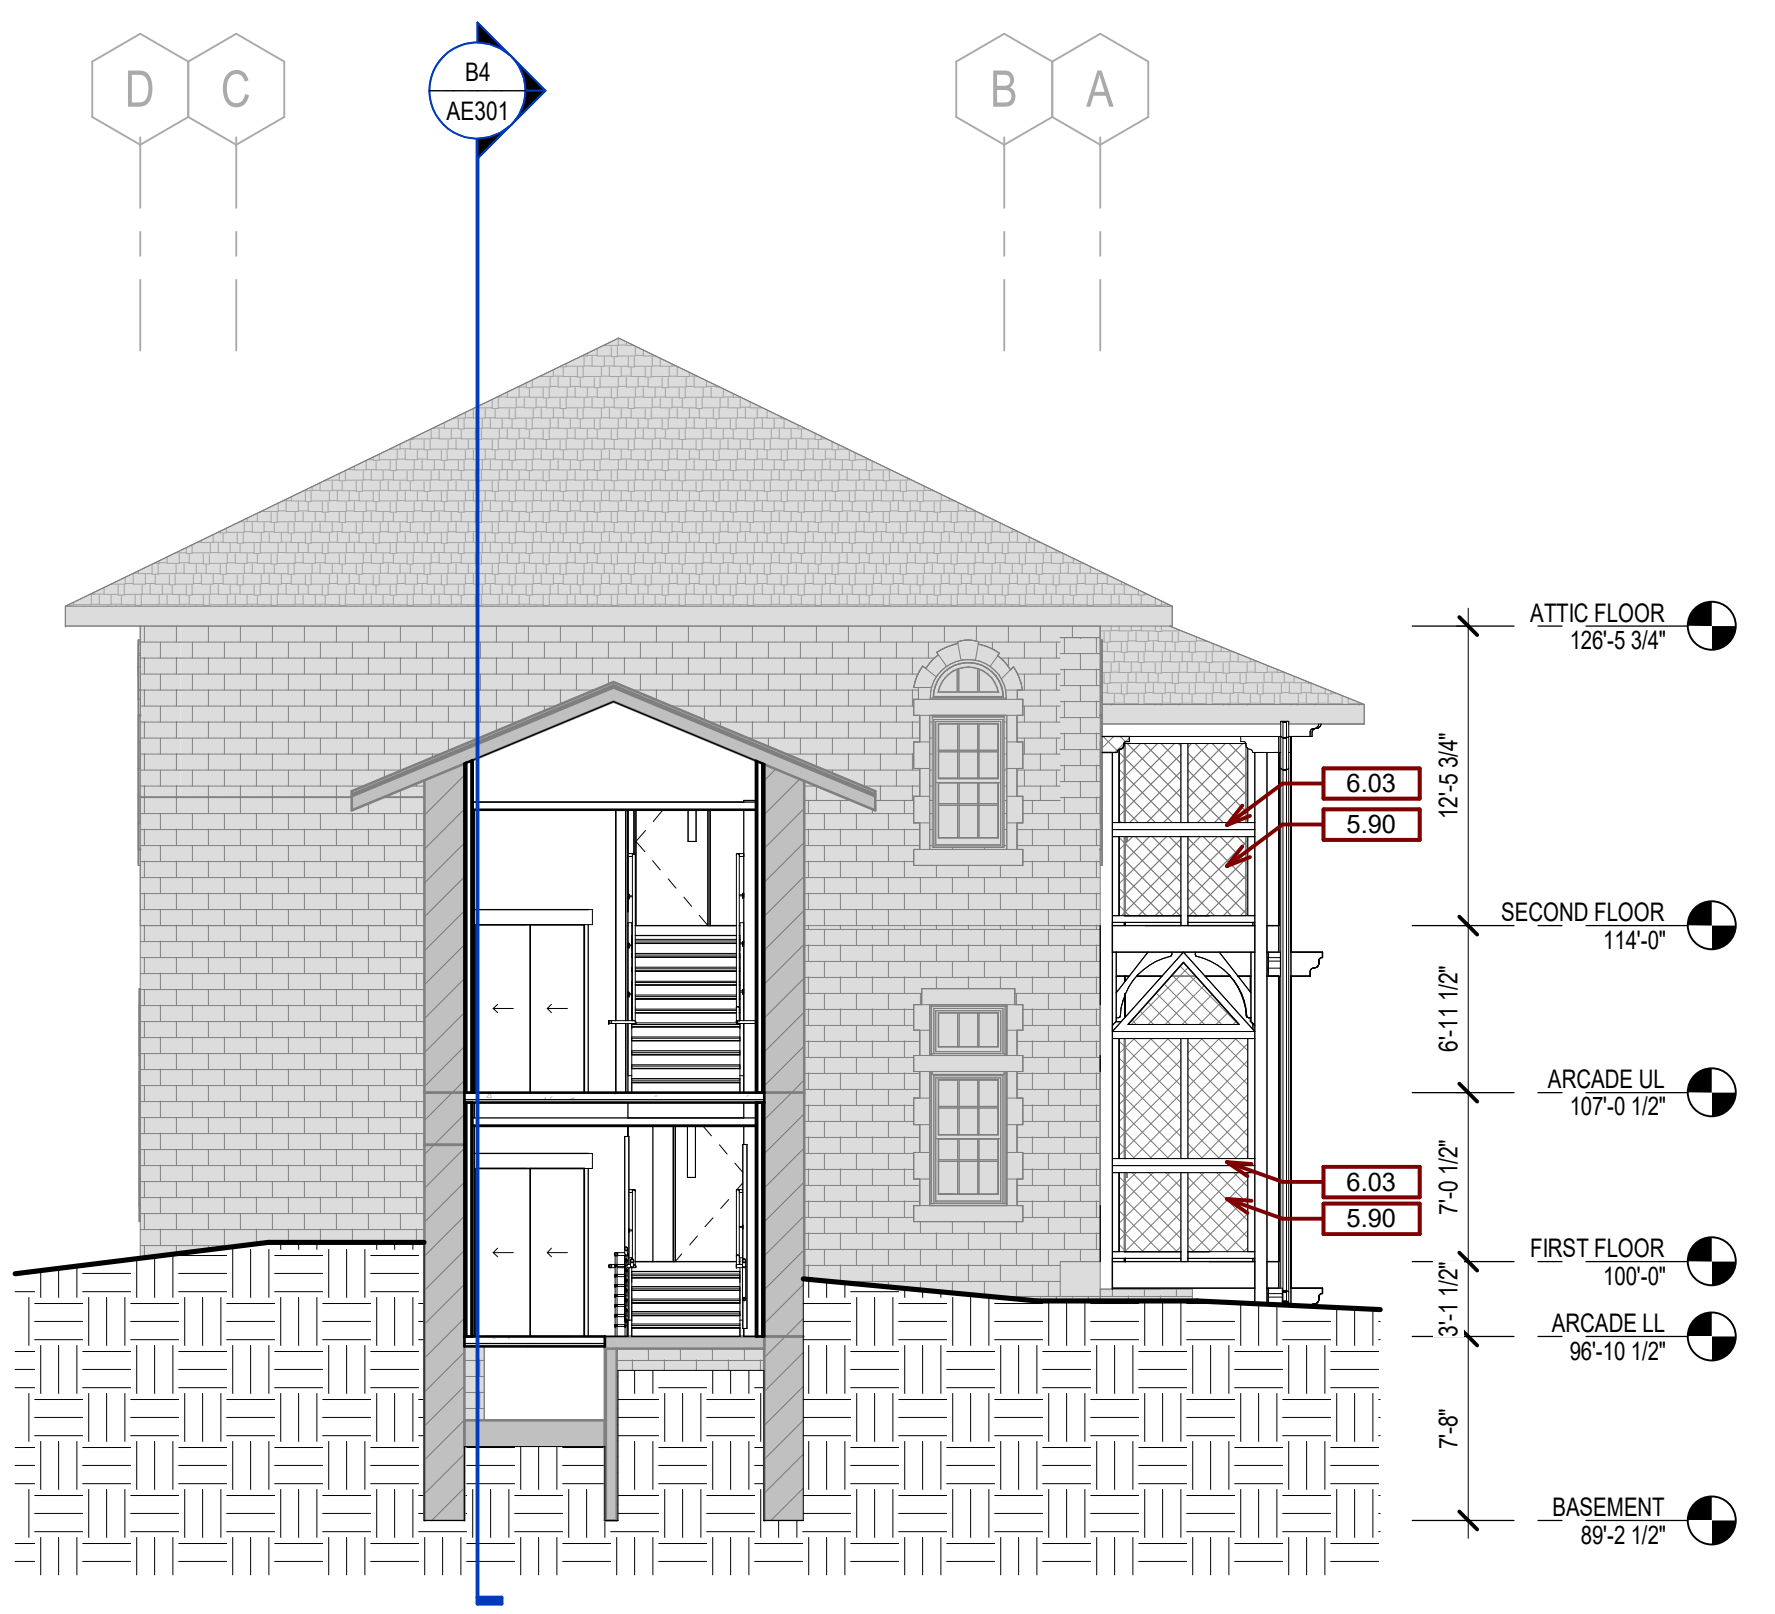 D
C
B4
AE301
B
A
ATTIC FLOOR
126'-5 3/4"
12'-5 3/4"
6.03
5.90
SECOND FLOOR
114'-0"
6'-11 1/2"
ARCADE UL
107'-0 1/2"
7'-0 1/2"
6.03
5.90
FIRST FLOOR
100'-0"
3'-1 1/2"
ARCADE LL
96'-10 1/2"
7'-8"
BASEMENT
89'-2 1/2"